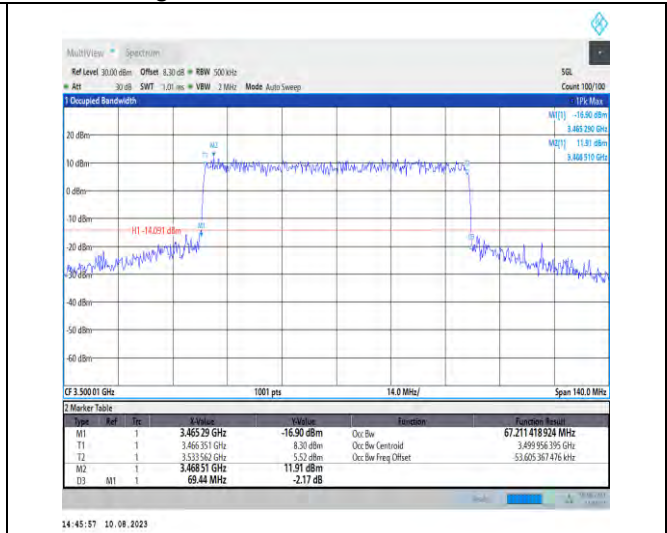 MultiView Spectrum
Ref Level 30.00 dBm Offset 8.30 dB RBW 500 kHz SGL
Att 30 dB SWT 1.01 ms VBW 2 MHz Mode Auto Sweep Count 100/100
1 Occupied Bandwidth 1Pk Max
M1[1] -16.90 dBm
3.465 290 GHz
M2[1] 11.91 dBm
3.468 510 GHz
20 dBm
M2
T1
10 dBm
0 dBm
-10 dBm
H1 -14.091 dBm
M1
D3
-20 dBm
-30 dBm
-40 dBm
-50 dBm
-60 dBm
CF 3.500 01 GHz 1001 pts 14.0 MHz/ Span 140.0 MHz
2 Marker Table
Type Ref Trc X-Value Y-Value Function Function Result
M1 1 3.465 29 GHz -16.90 dBm Occ Bw 67.211 418 924 MHz
T1 1 3.466 351 GHz 8.30 dBm Occ Bw Centroid 3.499 956 395 GHz
T2 1 3.533 562 GHz 5.52 dBm Occ Bw Freq Offset -53.605 367 476 kHz
M2 1 3.468 51 GHz 11.91 dBm
D3 M1 1 69.44 MHz -2.17 dB
14:45:57 10.08.2023